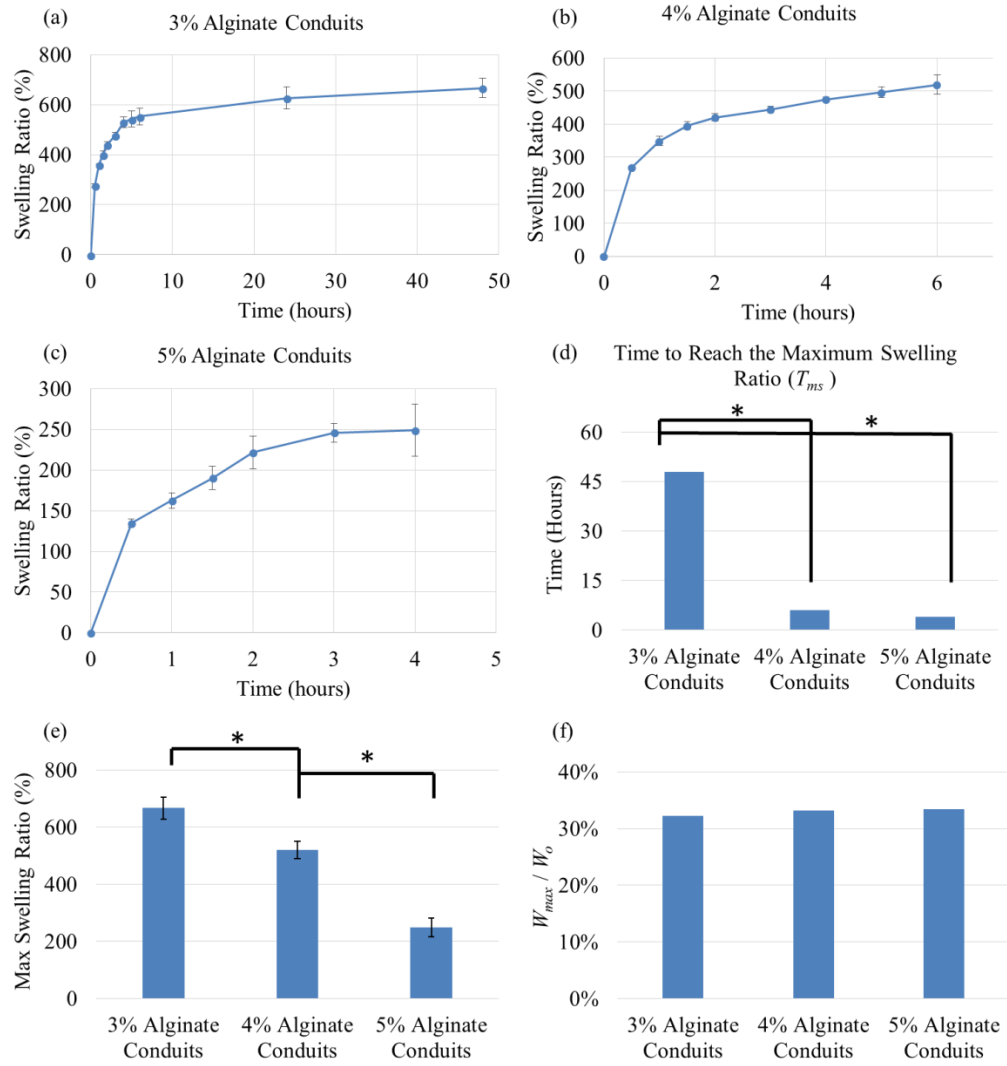 (a)
3% Alginate Conduits
800
600
400
200
0
0 10 20 30 40 50
Swelling Ratio (%)
Time (hours)
(b)
4% Alginate Conduits
600
500
400
300
200
100
0
0 2 4 6
Swelling Ratio (%)
Time (hours)
(c)
5% Alginate Conduits
300
250
200
150
100
50
0
0 1 2 3 4 5
Swelling Ratio (%)
Time (hours)
(d)
Time to Reach the Maximum Swelling
Ratio (Tms )
* *
60
45
30
15
0
Time (Hours)
3% Alginate 4% Alginate 5% Alginate
Conduits Conduits Conduits
(e)
* *
800
600
400
200
0
Max Swelling Ratio (%)
3% Alginate 4% Alginate 5% Alginate
Conduits Conduits Conduits
(f)
40%
30%
20%
10%
0%
Wmax / Wo
3% Alginate 4% Alginate 5% Alginate
Conduits Conduits Conduits